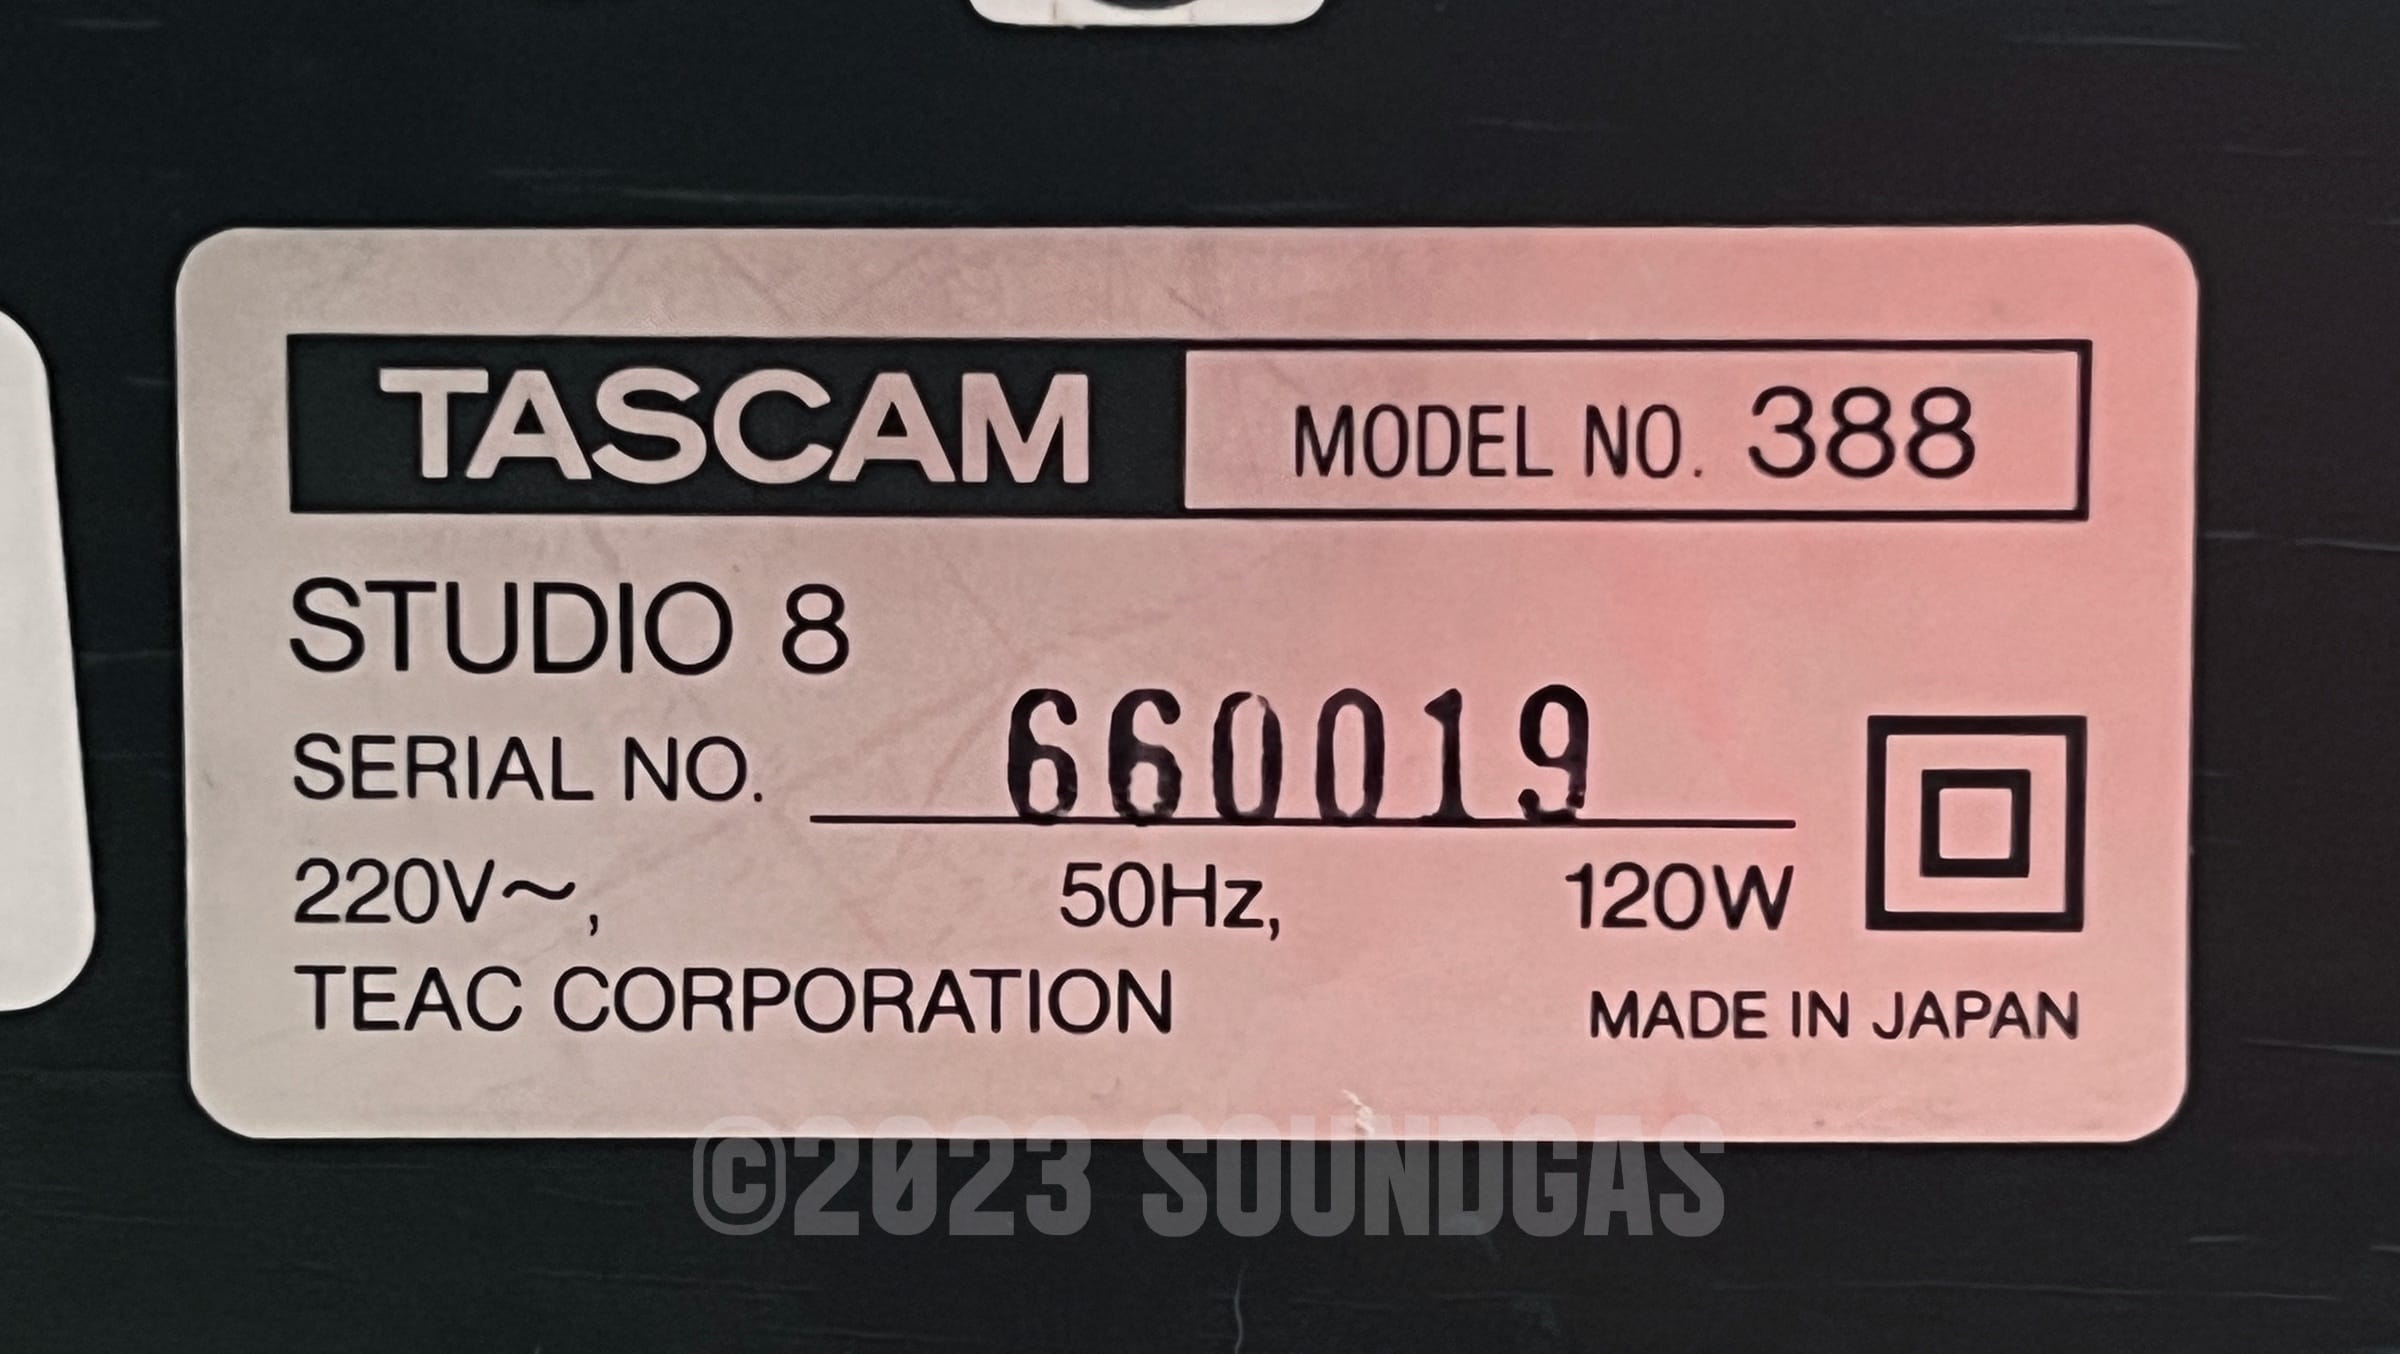 TASCAM MODEL NO. 388
STUDIO 8
SERIAL NO. 660019
220V~, 50Hz, 120W
TEAC CORPORATION MADE IN JAPAN
©2023 SOUNDGAS